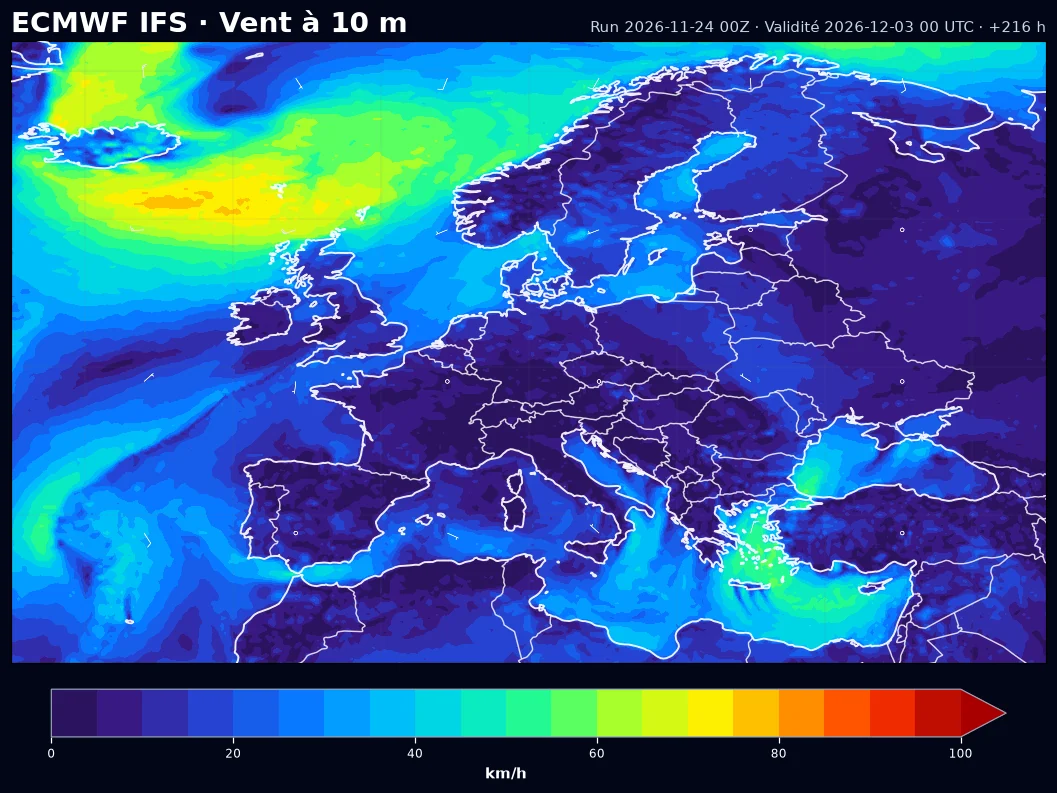 ECMWF IFS · Vent à 10 m
Run 2026-11-24 00Z · Validité 2026-12-03 00 UTC · +216 h
0 20 40 60 80 100
km/h